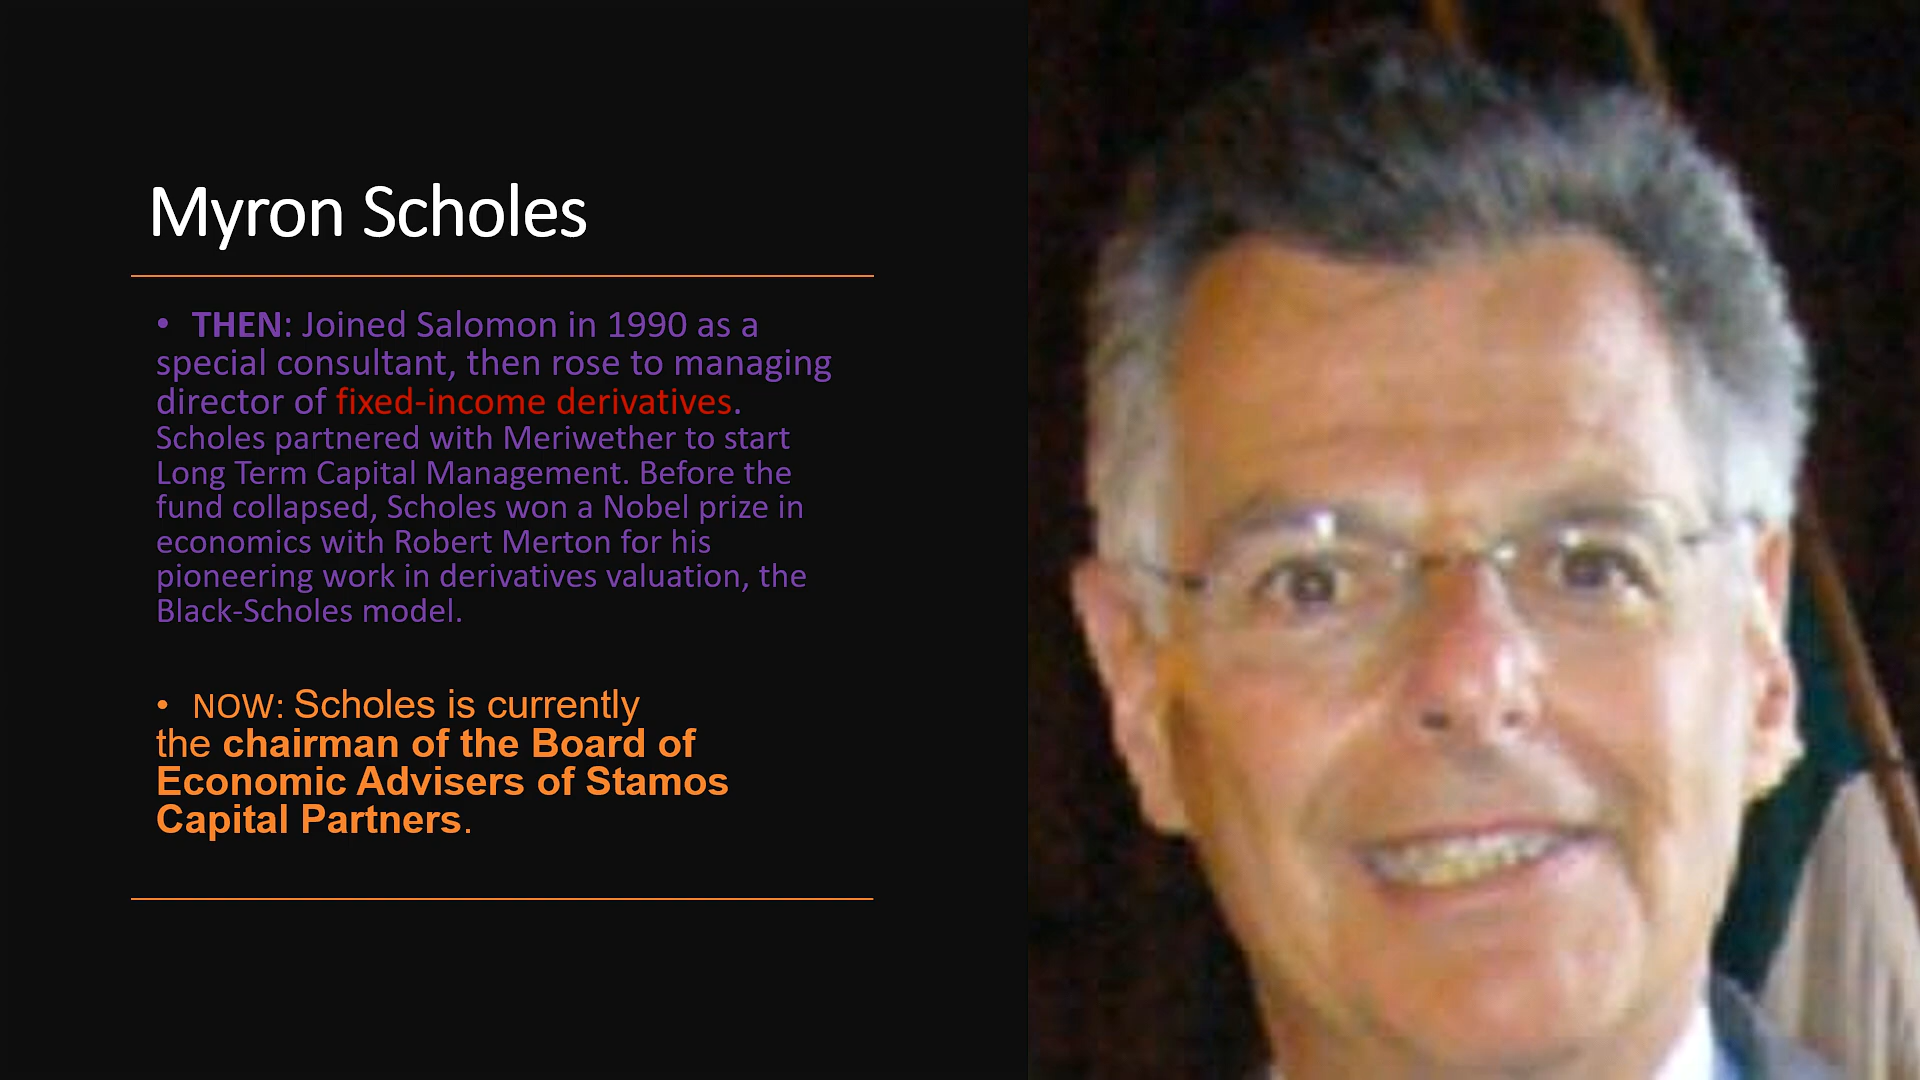 Myron Scholes
• THEN: Joined Salomon in 1990 as a
special consultant, then rose to managing
director of fixed-income derivatives.
Scholes partnered with Meriwether to start
Long Term Capital Management. Before the
fund collapsed, Scholes won a Nobel prize in
economics with Robert Merton for his
pioneering work in derivatives valuation, the
Black-Scholes model.
• NOW: Scholes is currently
the chairman of the Board of
Economic Advisers of Stamos
Capital Partners.